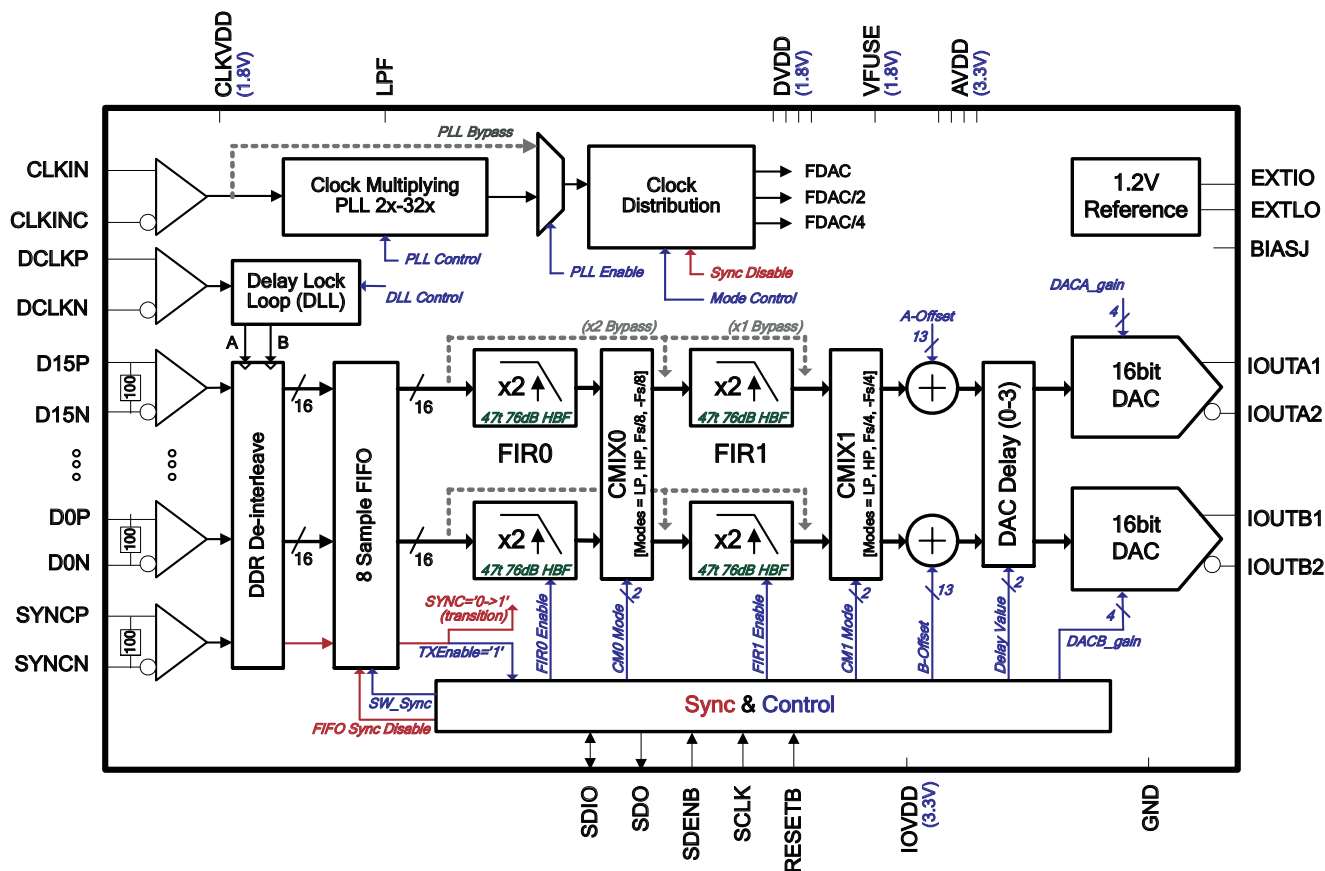 CLKVDD
(1.8V)
LPF
DVDD
(1.8V)
VFUSE
(1.8V)
AVDD
(3.3V)
CLKIN
CLKINC
DCLKP
DCLKN
D15P
D15N
D0P
D0N
SYNCP
SYNCN
100
100
100
PLL Bypass
Clock Multiplying
PLL 2x-32x
PLL Control
PLL Enable
Clock
Distribution
FDAC
FDAC/2
FDAC/4
Sync Disable
Mode Control
1.2V
Reference
EXTIO
EXTLO
BIASJ
Delay Lock
Loop (DLL)
DLL Control
A
B
DDR De-interleave
16
16
8 Sample FIFO
16
16
(x2 Bypass)
(x1 Bypass)
x2
47t 76dB HBF
FIR0
x2
47t 76dB HBF
CMIX0
[Modes = LP, HP, Fs/8, -Fs/8]
x2
47t 76dB HBF
FIR1
x2
47t 76dB HBF
CMIX1
[Modes = LP, HP, Fs/4, -Fs/4]
A-Offset
13
DAC Delay (0-3)
DACA_gain
4
16bit
DAC
16bit
DAC
IOUTA1
IOUTA2
IOUTB1
IOUTB2
SYNC='0->1'
(transition)
TXEnable='1'
FIR0 Enable
CM0 Mode
2
FIR1 Enable
CM1 Mode
2
B-Offset
13
Delay Value
2
4
DACB_gain
SW_Sync
FIFO Sync Disable
Sync & Control
SDIO
SDO
SDENB
SCLK
RESETB
IOVDD
(3.3V)
GND